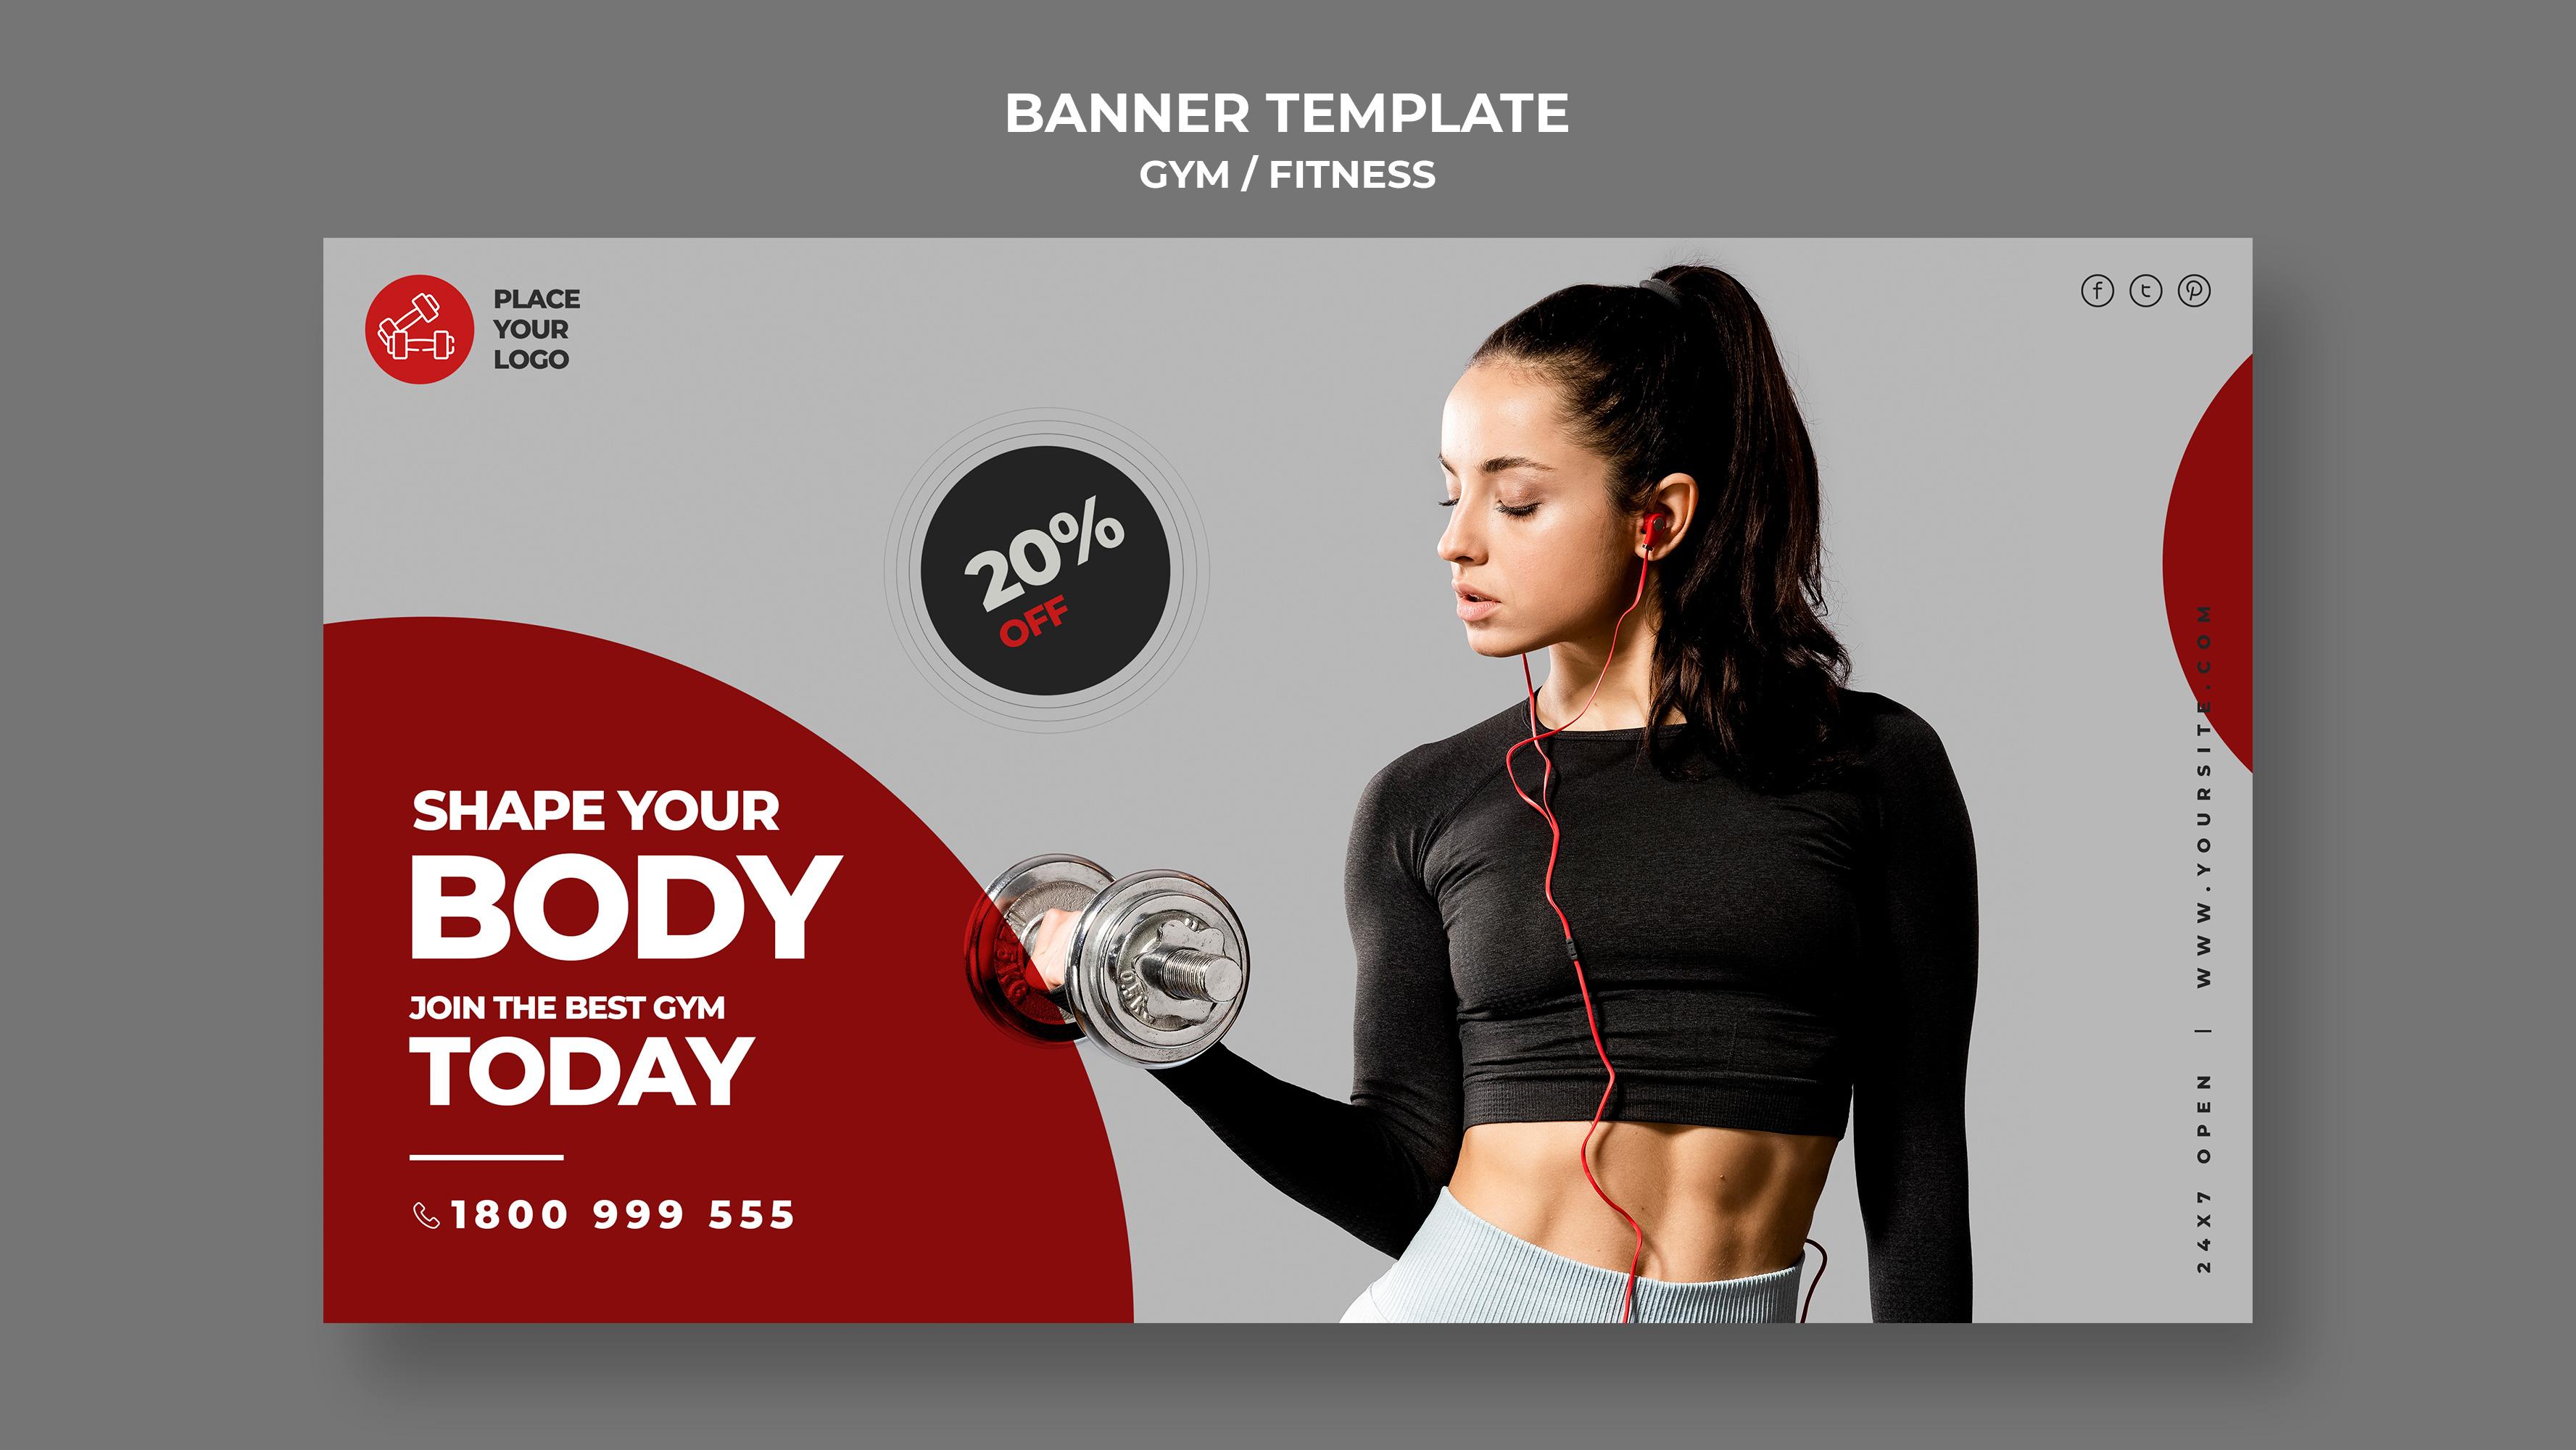 BANNER TEMPLATE
GYM / FITNESS
PLACE
YOUR
LOGO
f t p
20%
OFF
SHAPE YOUR
BODY
JOIN THE BEST GYM
TODAY
1800 999 555
24X7 OPEN | WWW.YOURSITE.COM